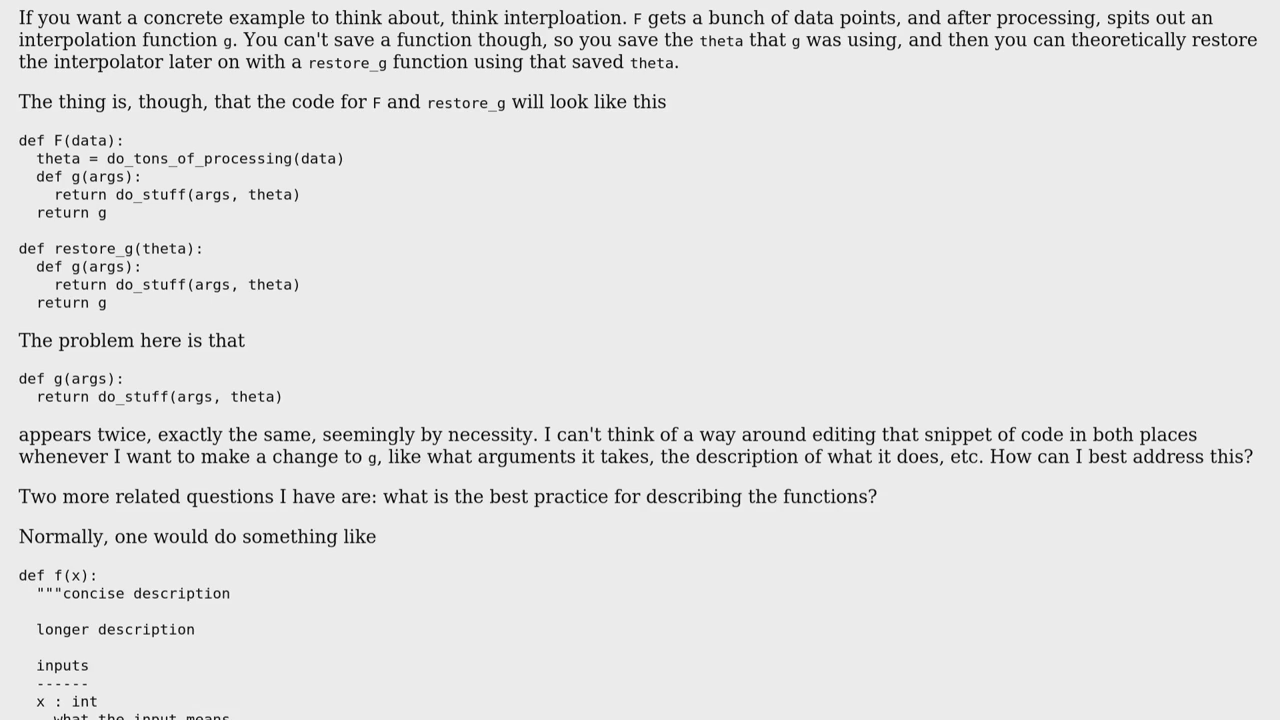 If you want a concrete example to think about, think interploation. F gets a bunch of data points, and after processing, spits out an
interpolation function g. You can't save a function though, so you save the theta that g was using, and then you can theoretically restore
the interpolator later on with a restore_g function using that saved theta.
The thing is, though, that the code for F and restore_g will look like this
def F(data):
  theta = do_tons_of_processing(data)
  def g(args):
    return do_stuff(args, theta)
  return g
def restore_g(theta):
  def g(args):
    return do_stuff(args, theta)
  return g
The problem here is that
def g(args):
  return do_stuff(args, theta)
appears twice, exactly the same, seemingly by necessity. I can't think of a way around editing that snippet of code in both places
whenever I want to make a change to g, like what arguments it takes, the description of what it does, etc. How can I best address this?
Two more related questions I have are: what is the best practice for describing the functions?
Normally, one would do something like
def f(x):
  """concise description
  longer description
  inputs
  ------
  x : int
    what the input means